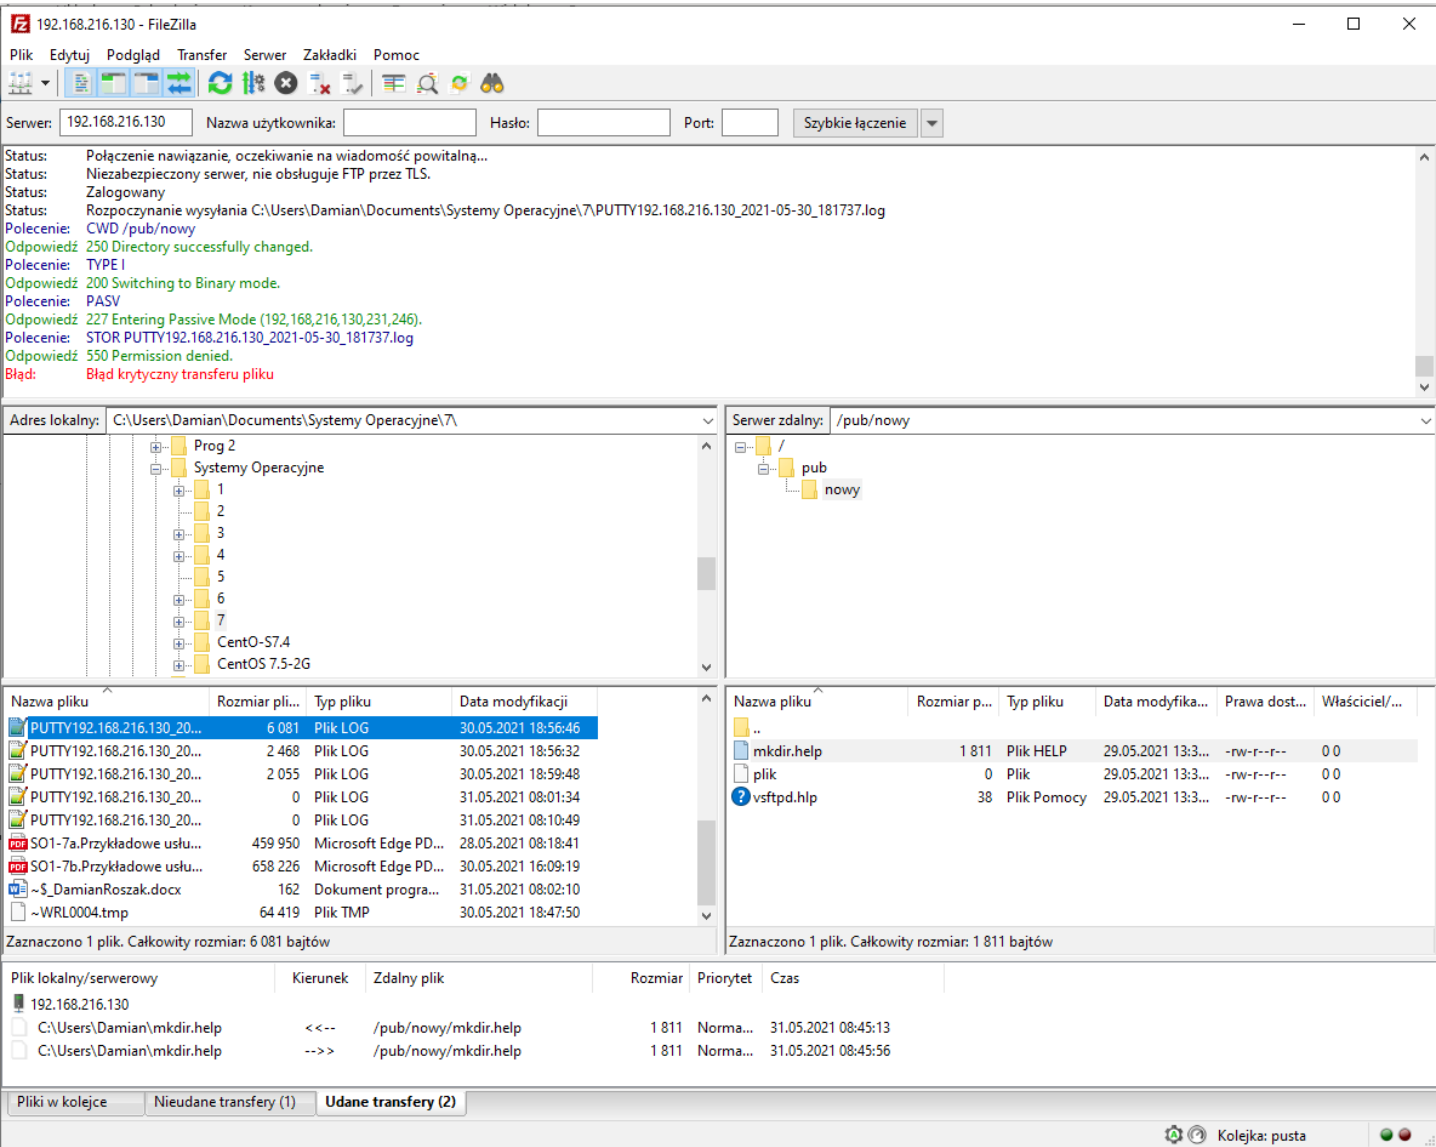 192.168.216.130 - FileZilla
Plik Edytuj Podgląd Transfer Serwer Zakładki Pomoc
Serwer: 192.168.216.130 Nazwa użytkownika: Hasło: Port: Szybkie łączenie
Status: Połączenie nawiązanie, oczekiwanie na wiadomość powitalną...
Status: Niezabezpieczony serwer, nie obsługuje FTP przez TLS.
Status: Zalogowany
Status: Rozpoczynanie wysyłania C:\Users\Damian\Documents\Systemy Operacyjne\7\PUTTY192.168.216.130_2021-05-30_181737.log
Polecenie: CWD /pub/nowy
Odpowiedź 250 Directory successfully changed.
Polecenie: TYPE I
Odpowiedź 200 Switching to Binary mode.
Polecenie: PASV
Odpowiedź 227 Entering Passive Mode (192,168,216,130,231,246).
Polecenie: STOR PUTTY192.168.216.130_2021-05-30_181737.log
Odpowiedź 550 Permission denied.
Błąd: Błąd krytyczny transferu pliku
Adres lokalny: C:\Users\Damian\Documents\Systemy Operacyjne\7\
Prog 2
Systemy Operacyjne
1
2
3
4
5
6
7
CentO-S7.4
CentOS 7.5-2G
Serwer zdalny: /pub/nowy
/
pub
nowy
Nazwa pliku Rozmiar pli... Typ pliku Data modyfikacji
PUTTY192.168.216.130_20... 6 081 Plik LOG 30.05.2021 18:56:46
PUTTY192.168.216.130_20... 2 468 Plik LOG 30.05.2021 18:56:32
PUTTY192.168.216.130_20... 2 055 Plik LOG 30.05.2021 18:59:48
PUTTY192.168.216.130_20... 0 Plik LOG 31.05.2021 08:01:34
PUTTY192.168.216.130_20... 0 Plik LOG 31.05.2021 08:10:49
SO1-7a.Przykładowe usłu... 459 950 Microsoft Edge PD... 28.05.2021 08:18:41
SO1-7b.Przykładowe usłu... 658 226 Microsoft Edge PD... 30.05.2021 16:09:19
~$_DamianRoszak.docx 162 Dokument progra... 31.05.2021 08:02:10
~WRL0004.tmp 64 419 Plik TMP 30.05.2021 18:47:50
Zaznaczono 1 plik. Całkowity rozmiar: 6 081 bajtów
Nazwa pliku Rozmiar p... Typ pliku Data modyfika... Prawa dost... Właściciel/...
..
mkdir.help 1 811 Plik HELP 29.05.2021 13:3... -rw-r--r-- 0 0
plik 0 Plik 29.05.2021 13:3... -rw-r--r-- 0 0
vsftpd.hlp 38 Plik Pomocy 29.05.2021 13:3... -rw-r--r-- 0 0
Zaznaczono 1 plik. Całkowity rozmiar: 1 811 bajtów
Plik lokalny/serwerowy Kierunek Zdalny plik Rozmiar Priorytet Czas
192.168.216.130
C:\Users\Damian\mkdir.help <<-- /pub/nowy/mkdir.help 1 811 Norma... 31.05.2021 08:45:13
C:\Users\Damian\mkdir.help -->> /pub/nowy/mkdir.help 1 811 Norma... 31.05.2021 08:45:56
Pliki w kolejce Nieudane transfery (1) Udane transfery (2)
Kolejka: pusta